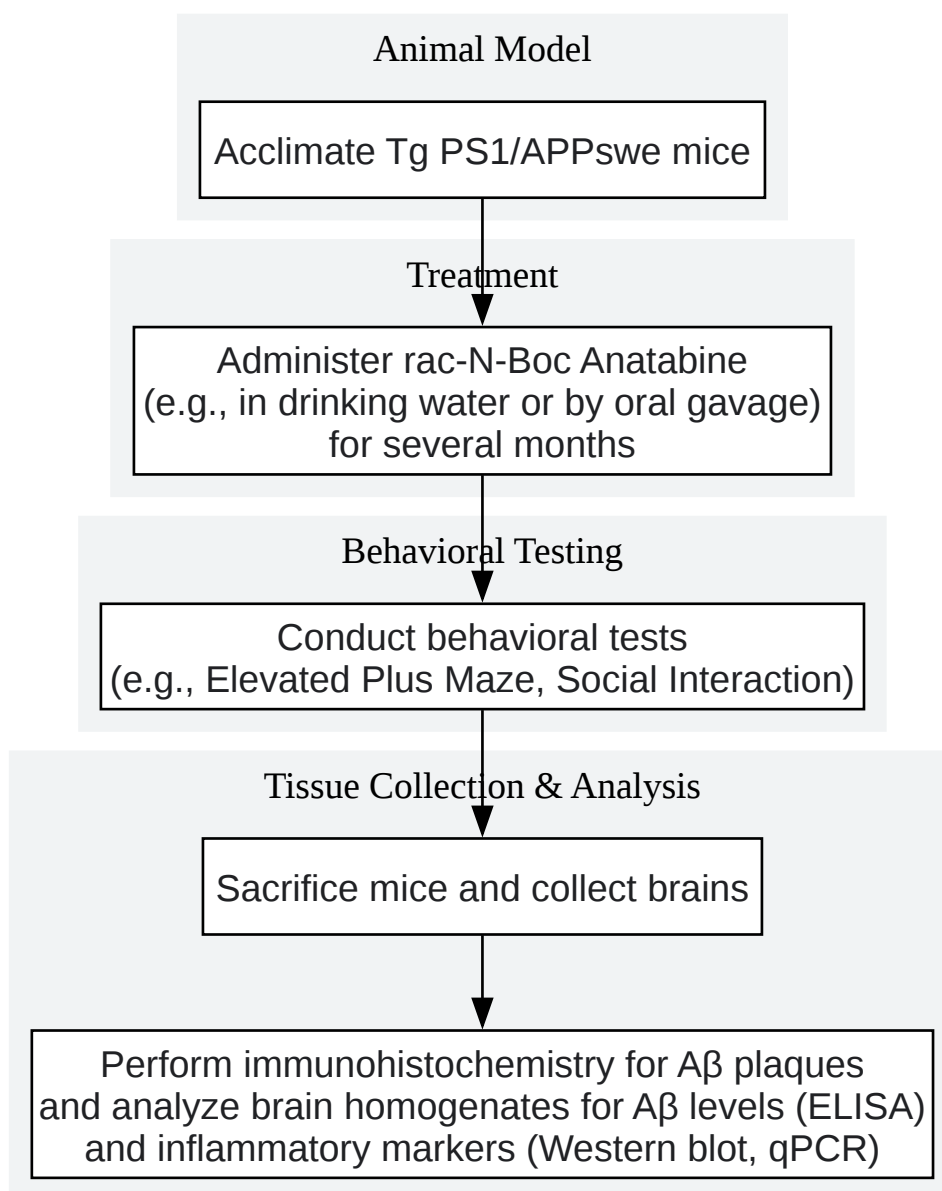 Animal Model
Acclimate Tg PS1/APPswe mice
Treatment
Administer rac-N-Boc Anatabine
(e.g., in drinking water or by oral gavage)
for several months
Behavioral Testing
Conduct behavioral tests
(e.g., Elevated Plus Maze, Social Interaction)
Tissue Collection & Analysis
Sacrifice mice and collect brains
Perform immunohistochemistry for Aβ plaques
and analyze brain homogenates for Aβ levels (ELISA)
and inflammatory markers (Western blot, qPCR)